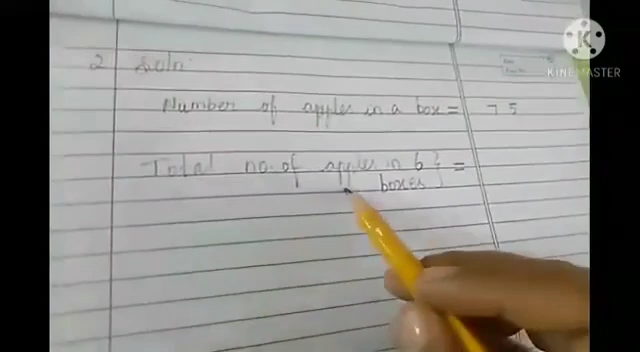 KINEMASTER
2 Soln
Number of apples in a box = 75
Total no. of apples in 6 } =
boxes